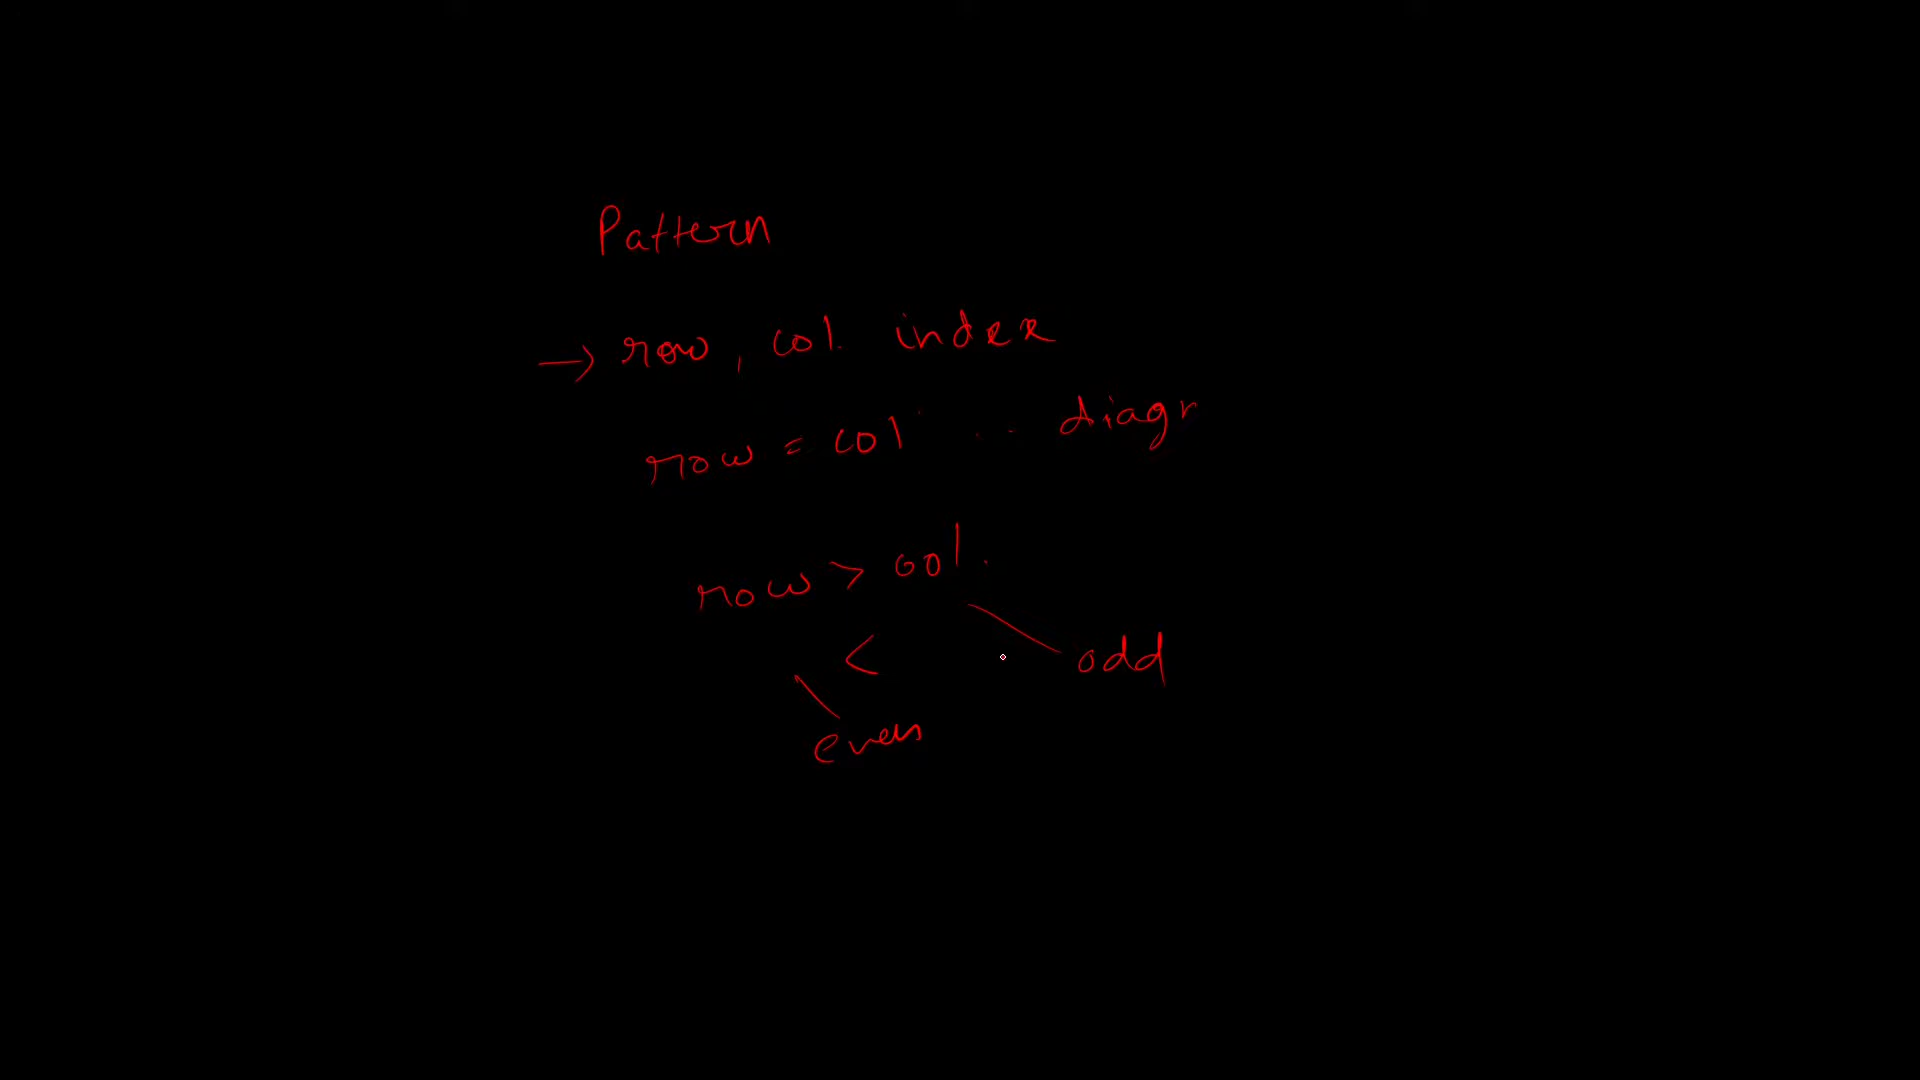 Pattern
→ row, col. index
row = col .. diagr
row > col.
<
odd
even